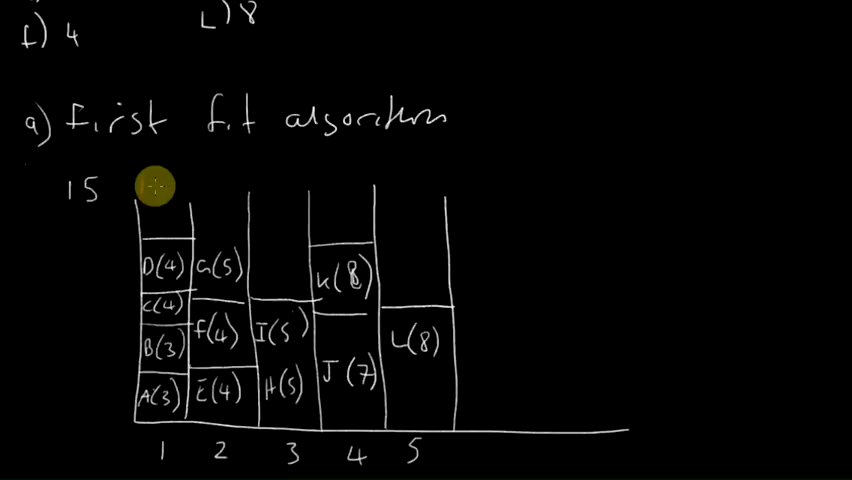 f) 4 L) 8
a) First fit algorithm
15
D(4) G(5) K(8)
C(4)
B(3) F(4) I(5) L(8)
A(3) E(4) H(5) J(7)
1 2 3 4 5